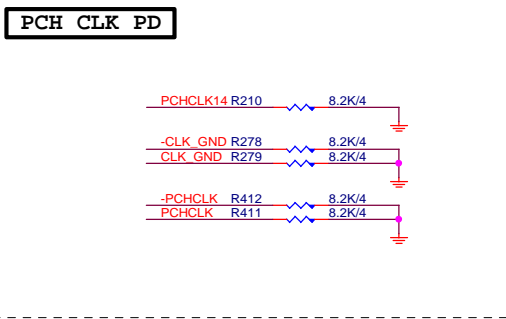 PCH CLK PD
PCHCLK14 R210 8.2K/4
-CLK_GND R278 8.2K/4
CLK_GND R279 8.2K/4
-PCHCLK R412 8.2K/4
PCHCLK R411 8.2K/4